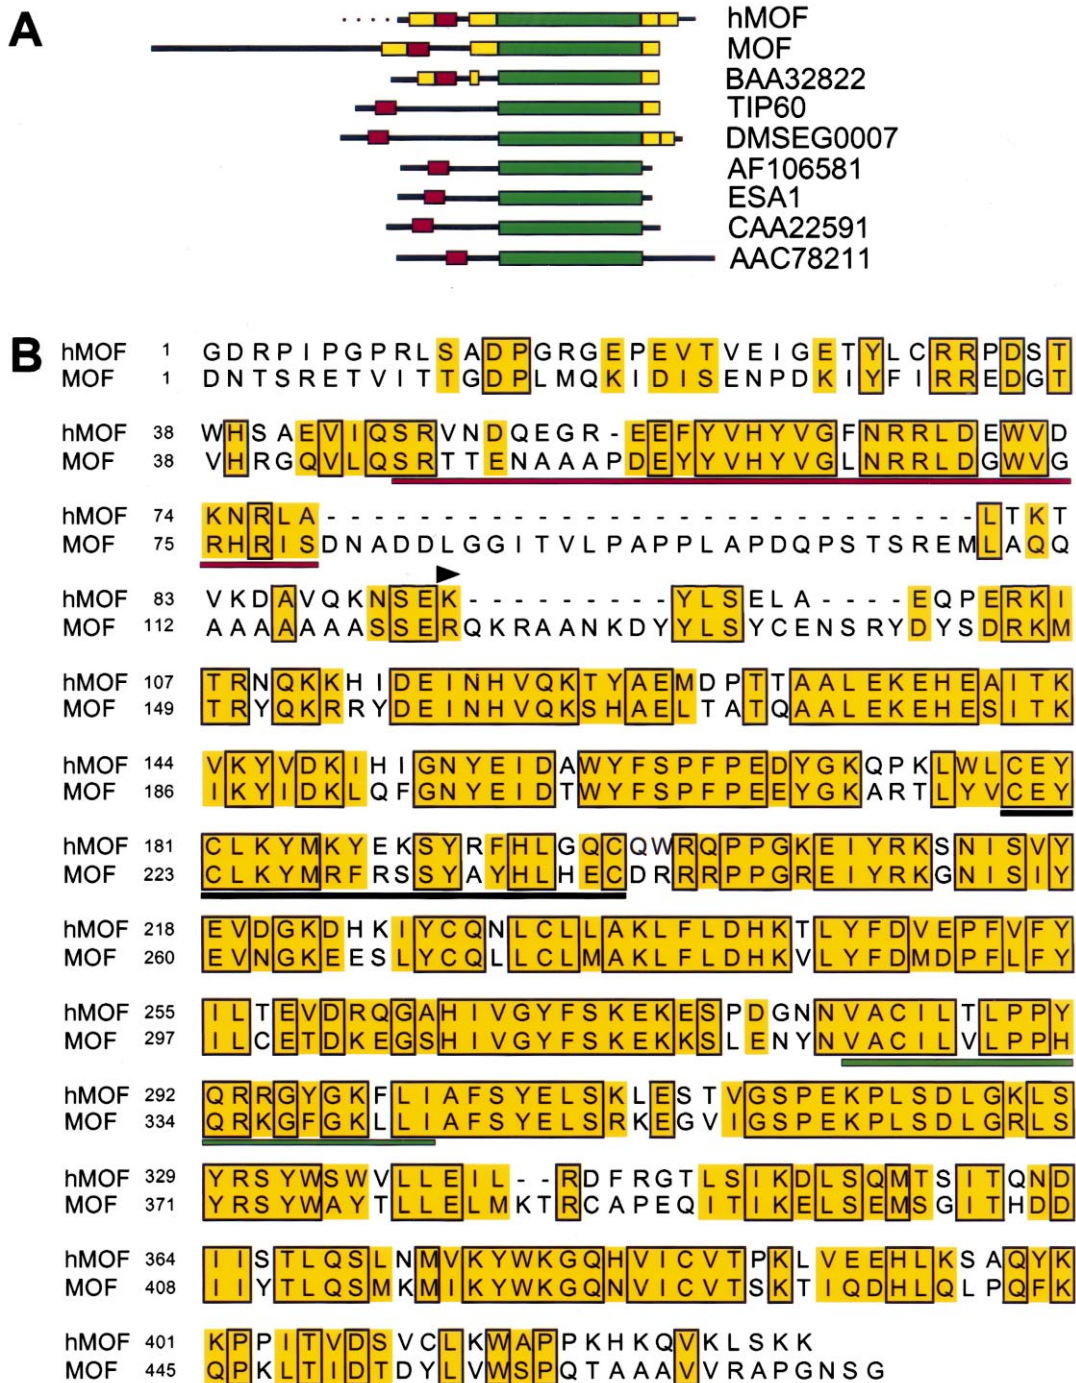 A
hMOF
MOF
BAA32822
TIP60
DMSEG0007
AF106581
ESA1
CAA22591
AAC78211
B
hMOF 1 GDRPIPGPRLSADPGRGEPEVTVEIGETYLCRRPDST
MOF 1 DNTSRETVITTGDPLMQKIDISENPDKIYFIRREDGT
hMOF 38 WHSAEVIQSRVNDQEGR-EEFYVHYVGFNRRLDEWVD
MOF 38 VHRGQVLQSRTTENAAAPDEYYVHYVGLNRRLDGWVG
hMOF 74 KNRLA----------------------------LTKT
MOF 75 RHRISDNADDLGGITVLPAPPLAPDQPSTSREMLAQQ
hMOF 83 VKDAVQKNSEK---------YLSELA----EQPERKI
MOF 112 AAAAAAASSERQKRAANKDYYLSYCENSRYDYSDRKM
hMOF 107 TRNQKKHIDEINHVQKTYAEMDPTTAALEKEHEAITK
MOF 149 TRYQKRRYDEINHVQKSHAELTATQAALEKEHESITK
hMOF 144 VKYVDKIHIGNYEIDAWYFSPFPEDYGKQPKLWLCEY
MOF 186 IKYIDKLQFGNYEIDTWYFSPFPEEYGKARTLYVCEY
hMOF 181 CLKYMKYEKSYRFHLGQCQWRQPPGKEIYRKSNISVY
MOF 223 CLKYMRFRSSYAYHLHECDRRRPPGREIYRKGNISIY
hMOF 218 EVDGKDHKIYCQNLCLLAKLFLDHKTLYFDVEPFVFY
MOF 260 EVNGKEESLYCQLLCLMAKLFLDHKVLYFDMDPFLFY
hMOF 255 ILTEVDRQGAHIVGYFSKEKESPDGNNVACILTLPPY
MOF 297 ILCETDKEGSHIVGYFSKEKKSLENYNVACILVLPPH
hMOF 292 QRRGYGKFLIAFSYELSKLESTVGSPEKPLSDLGKLS
MOF 334 QRKGFGKLLIAFSYELSRKEGVIGSPEKPLSDLGRLS
hMOF 329 YRSYWSWVLLEIL--RDFRGTLSIKDLSQMTSITQND
MOF 371 YRSYWAYTLLELMKTRCAPEQITIKELSEMSGITHDD
hMOF 364 IISTLQSLNMVKYWKGQHVICVTPKLVEEHLKSAQYK
MOF 408 IIYTLQSMKMIKYWKGQNVICVTSKTIQDHLQLPQFK
hMOF 401 KPPITVDSVCLKWAPPKHKQVKLSKK
MOF 445 QPKLTIDTDYLVWSPQTAAAVVRAPGNSG